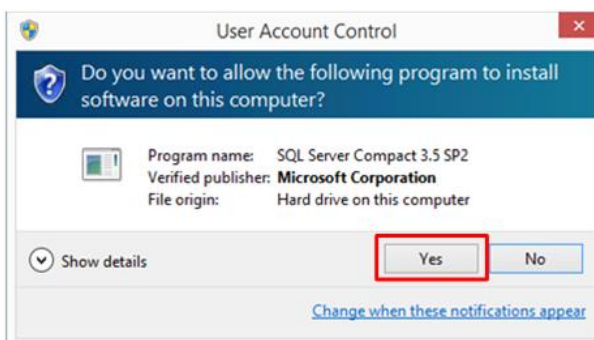 User Account Control
Do you want to allow the following program to install
software on this computer?
Program name: SQL Server Compact 3.5 SP2
Verified publisher: Microsoft Corporation
File origin: Hard drive on this computer
Show details
Yes
No
Change when these notifications appear